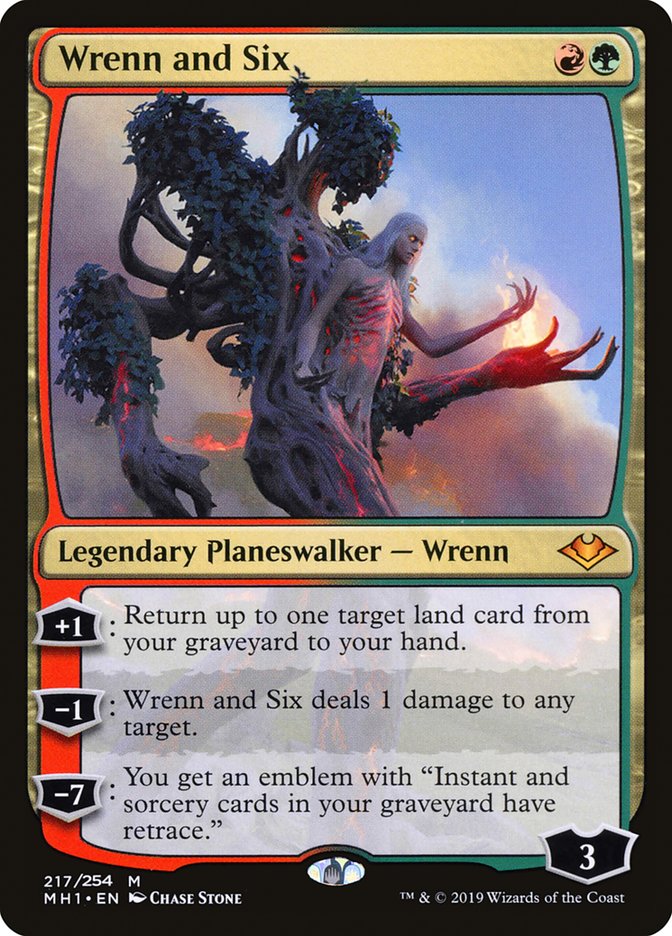 Wrenn and Six
Legendary Planeswalker — Wrenn
+1 : Return up to one target land card from
your graveyard to your hand.
−1 : Wrenn and Six deals 1 damage to any
target.
−7 : You get an emblem with “Instant and
sorcery cards in your graveyard have
retrace.”
3
217/254 M
MH1 • EN Chase Stone
™ & © 2019 Wizards of the Coast